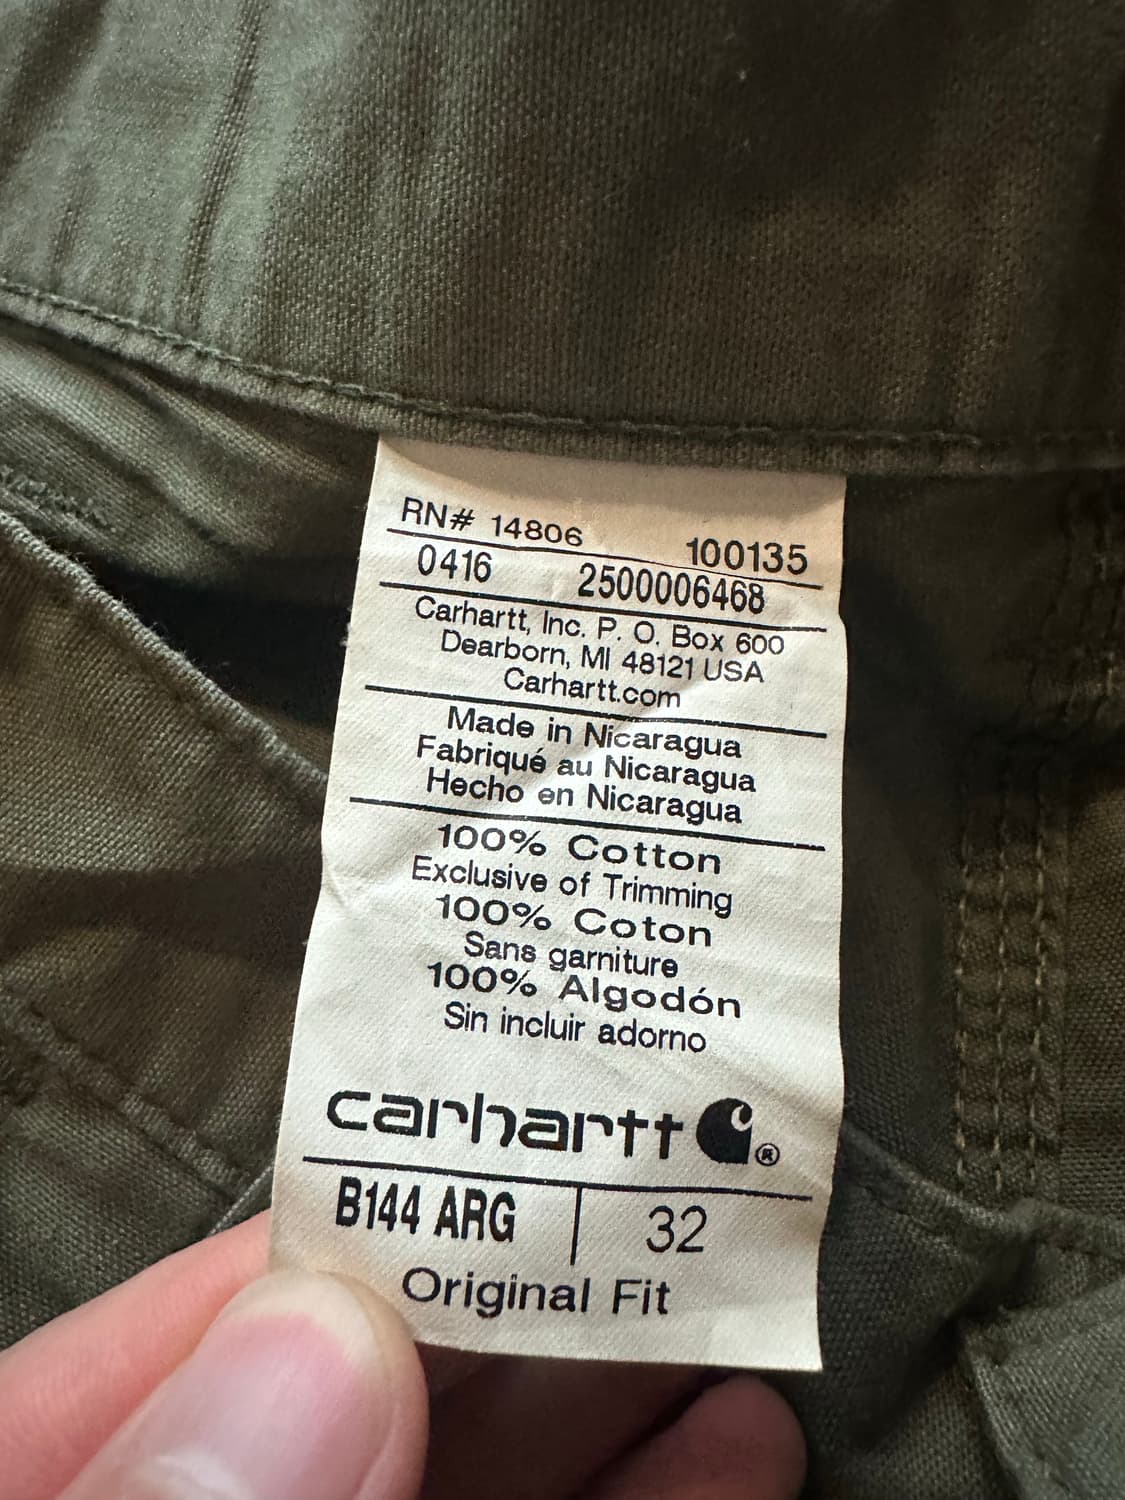 RN# 14806 100135
0416 2500006468
Carhartt, Inc. P. O. Box 600
Dearborn, MI 48121 USA
Carhartt.com
Made in Nicaragua
Fabriqué au Nicaragua
Hecho en Nicaragua
100% Cotton
Exclusive of Trimming
100% Coton
Sans garniture
100% Algodón
Sin incluir adorno
carhartt ®
B144 ARG 32
Original Fit